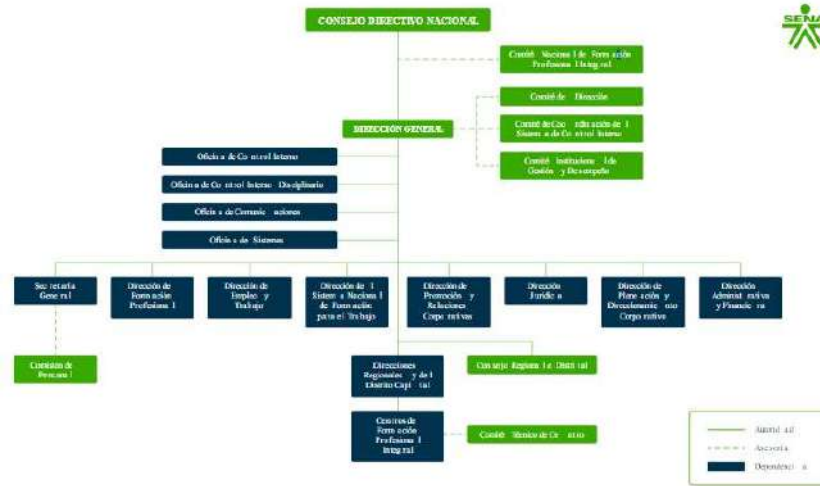 CONSEJO DIRECTIVO NACIONAL
SENA
Comité Nacional de Formación
Profesional Integral
Comité de Dirección
DIRECCIÓN GENERAL
Comité de Coordinación del
Sistema de Control Interno
Comité Institucional de
Gestión y Desempeño
Oficina de Control Interno
Oficina de Control Interno Disciplinario
Oficina de Comunicaciones
Oficina de Sistemas
Secretaría
General
Dirección de
Formación
Profesional
Dirección de
Empleo y
Trabajo
Dirección del
Sistema Nacional
de Formación
para el Trabajo
Dirección de
Promoción y
Relaciones
Corporativas
Dirección
Jurídica
Dirección de
Planeación y
Direccionamiento
Corporativo
Dirección
Administrativa
y Financiera
Comisión de
Personal
Direcciones
Regionales y del
Distrito Capital
Consejo Regional Distrital
Centros de
Formación
Profesional
Integral
Comité Técnico de Centro
Autoridad
Asesoría
Dependencia